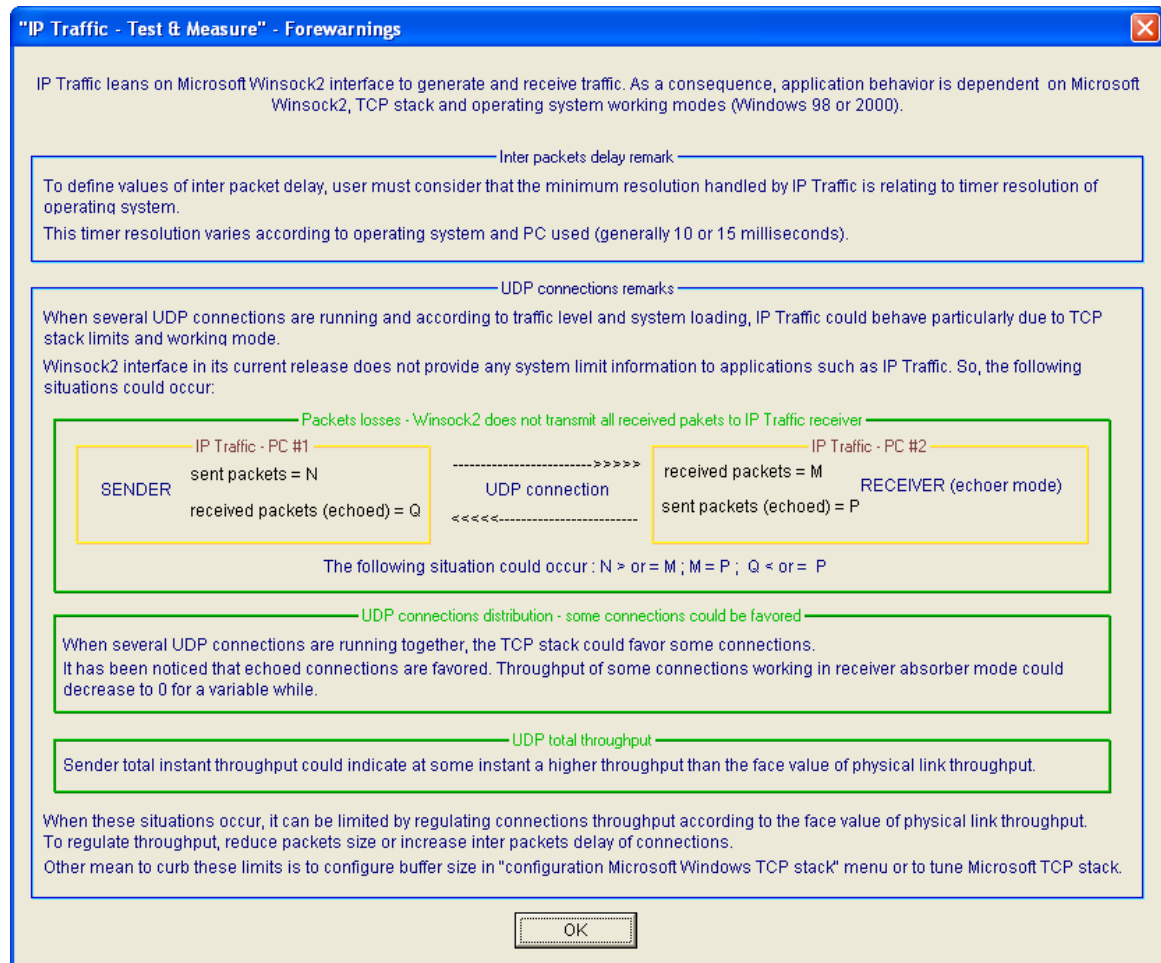 "IP Traffic - Test & Measure" - Forewarnings
IP Traffic leans on Microsoft Winsock2 interface to generate and receive traffic. As a consequence, application behavior is dependent on Microsoft
Winsock2, TCP stack and operating system working modes (Windows 98 or 2000).
Inter packets delay remark
To define values of inter packet delay, user must consider that the minimum resolution handled by IP Traffic is relating to timer resolution of
operating system.
This timer resolution varies according to operating system and PC used (generally 10 or 15 milliseconds).
UDP connections remarks
When several UDP connections are running and according to traffic level and system loading, IP Traffic could behave particularly due to TCP
stack limits and working mode.
Winsock2 interface in its current release does not provide any system limit information to applications such as IP Traffic. So, the following
situations could occur:
Packets losses - Winsock2 does not transmit all received pakets to IP Traffic receiver
IP Traffic - PC #1
SENDER
sent packets = N
received packets (echoed) = Q
------------------------->>>>>
UDP connection
<<<<<-------------------------
IP Traffic - PC #2
received packets = M
RECEIVER (echoer mode)
sent packets (echoed) = P
The following situation could occur : N > or = M ; M = P ; Q < or = P
UDP connections distribution - some connections could be favored
When several UDP connections are running together, the TCP stack could favor some connections.
It has been noticed that echoed connections are favored. Throughput of some connections working in receiver absorber mode could
decrease to 0 for a variable while.
UDP total throughput
Sender total instant throughput could indicate at some instant a higher throughput than the face value of physical link throughput.
When these situations occur, it can be limited by regulating connections throughput according to the face value of physical link throughput.
To regulate throughput, reduce packets size or increase inter packets delay of connections.
Other mean to curb these limits is to configure buffer size in "configuration Microsoft Windows TCP stack" menu or to tune Microsoft TCP stack.
OK